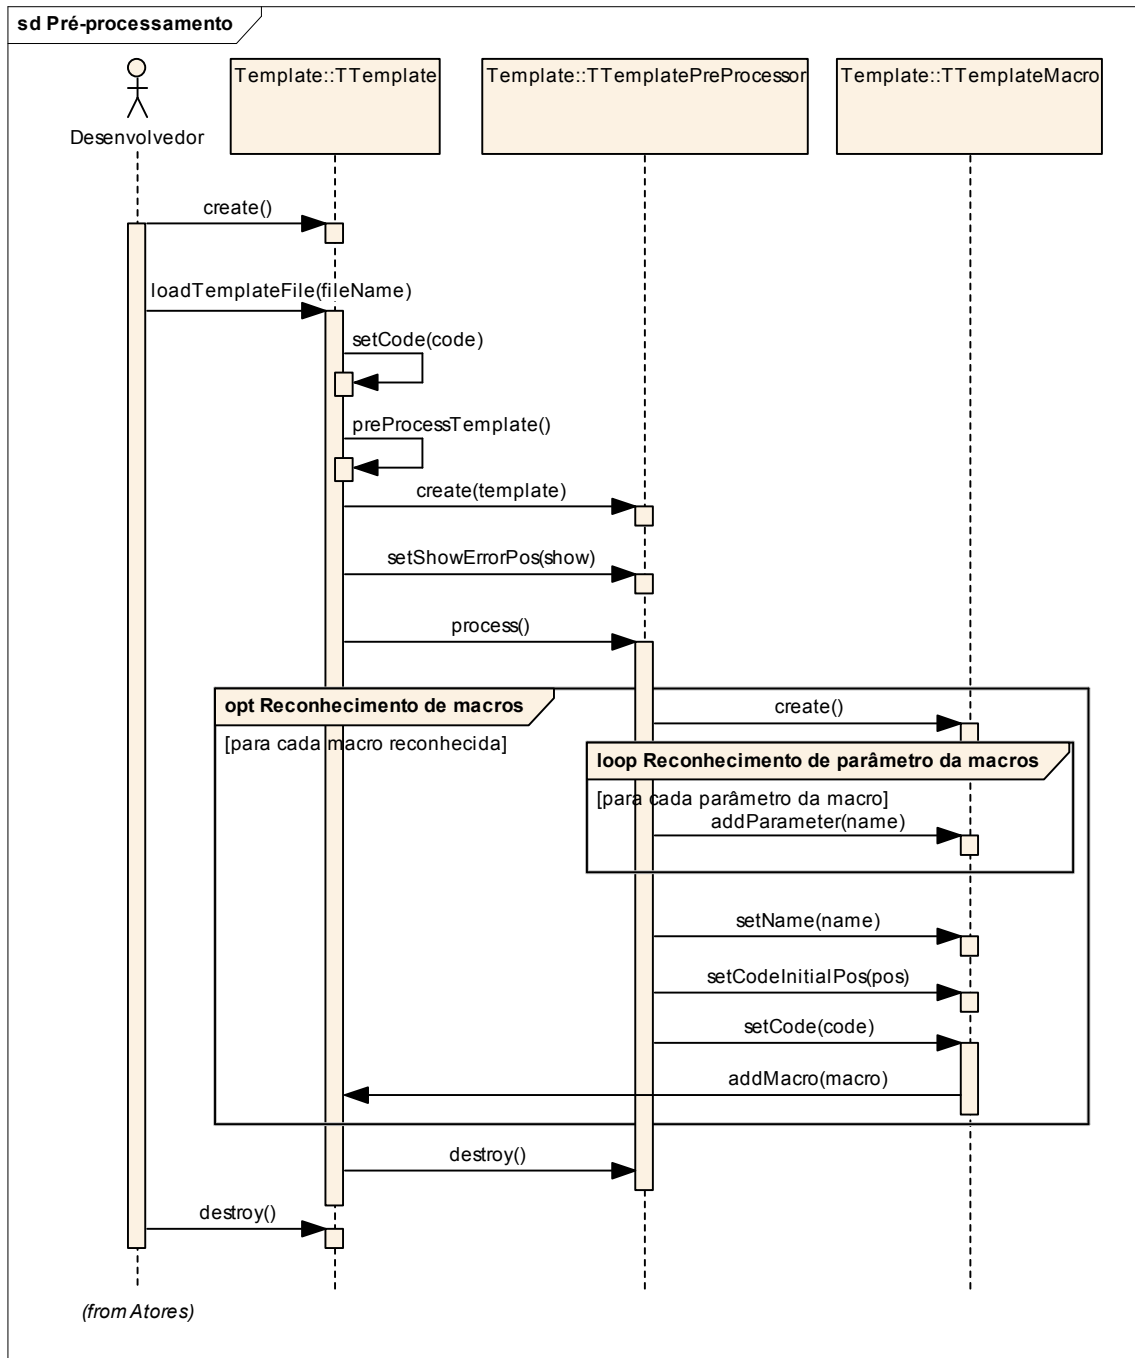 sd Pré-processamento
Template::TTemplate
Template::TTemplatePreProcessor
Template::TTemplateMacro
Desenvolvedor
create()
loadTemplateFile(fileName)
setCode(code)
preProcessTemplate()
create(template)
setShowErrorPos(show)
process()
opt Reconhecimento de macros
create()
[para cada macro reconhecida]
loop Reconhecimento de parâmetro da macros
[para cada parâmetro da macro]
addParameter(name)
setName(name)
setCodeInitialPos(pos)
setCode(code)
addMacro(macro)
destroy()
destroy()
(from Atores)